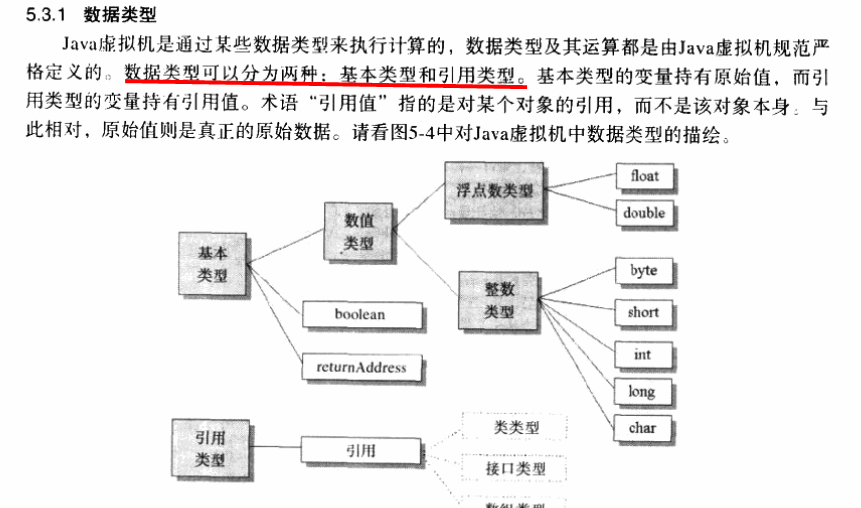 5.3.1 数据类型
Java虚拟机是通过某些数据类型来执行计算的，数据类型及其运算都是由Java虚拟机规范严
格定义的。数据类型可以分为两种：基本类型和引用类型。基本类型的变量持有原始值，而引
用类型的变量持有引用值。术语“引用值”指的是对某个对象的引用，而不是该对象本身。与
此相对，原始值则是真正的原始数据。请看图5-4中对Java虚拟机中数据类型的描绘。
float
浮点数类型
double
数值
类型
基本
类型
byte
整数
类型
short
boolean
int
returnAddress
long
char
类类型
引用
类型
引用
接口类型
数组类型